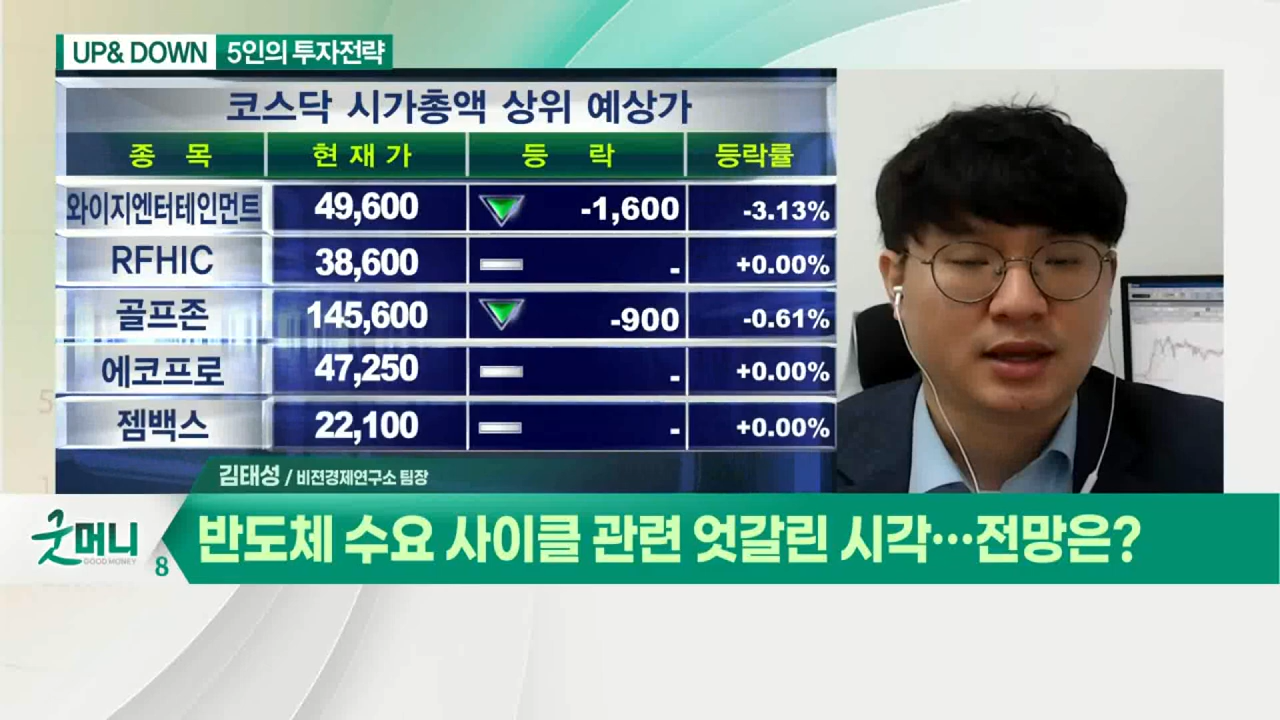 UP& DOWN 5인의 투자전략
코스닥 시가총액 상위 예상가
종 목 현 재 가 등 락 등락률
와이지엔터테인먼트 49,600 -1,600 -3.13%
RFHIC 38,600 - +0.00%
골프존 145,600 -900 -0.61%
에코프로 47,250 - +0.00%
젬백스 22,100 - +0.00%
김태성 / 비전경제연구소 팀장
굿머니
GOOD MONEY
8
반도체 수요 사이클 관련 엇갈린 시각…전망은?